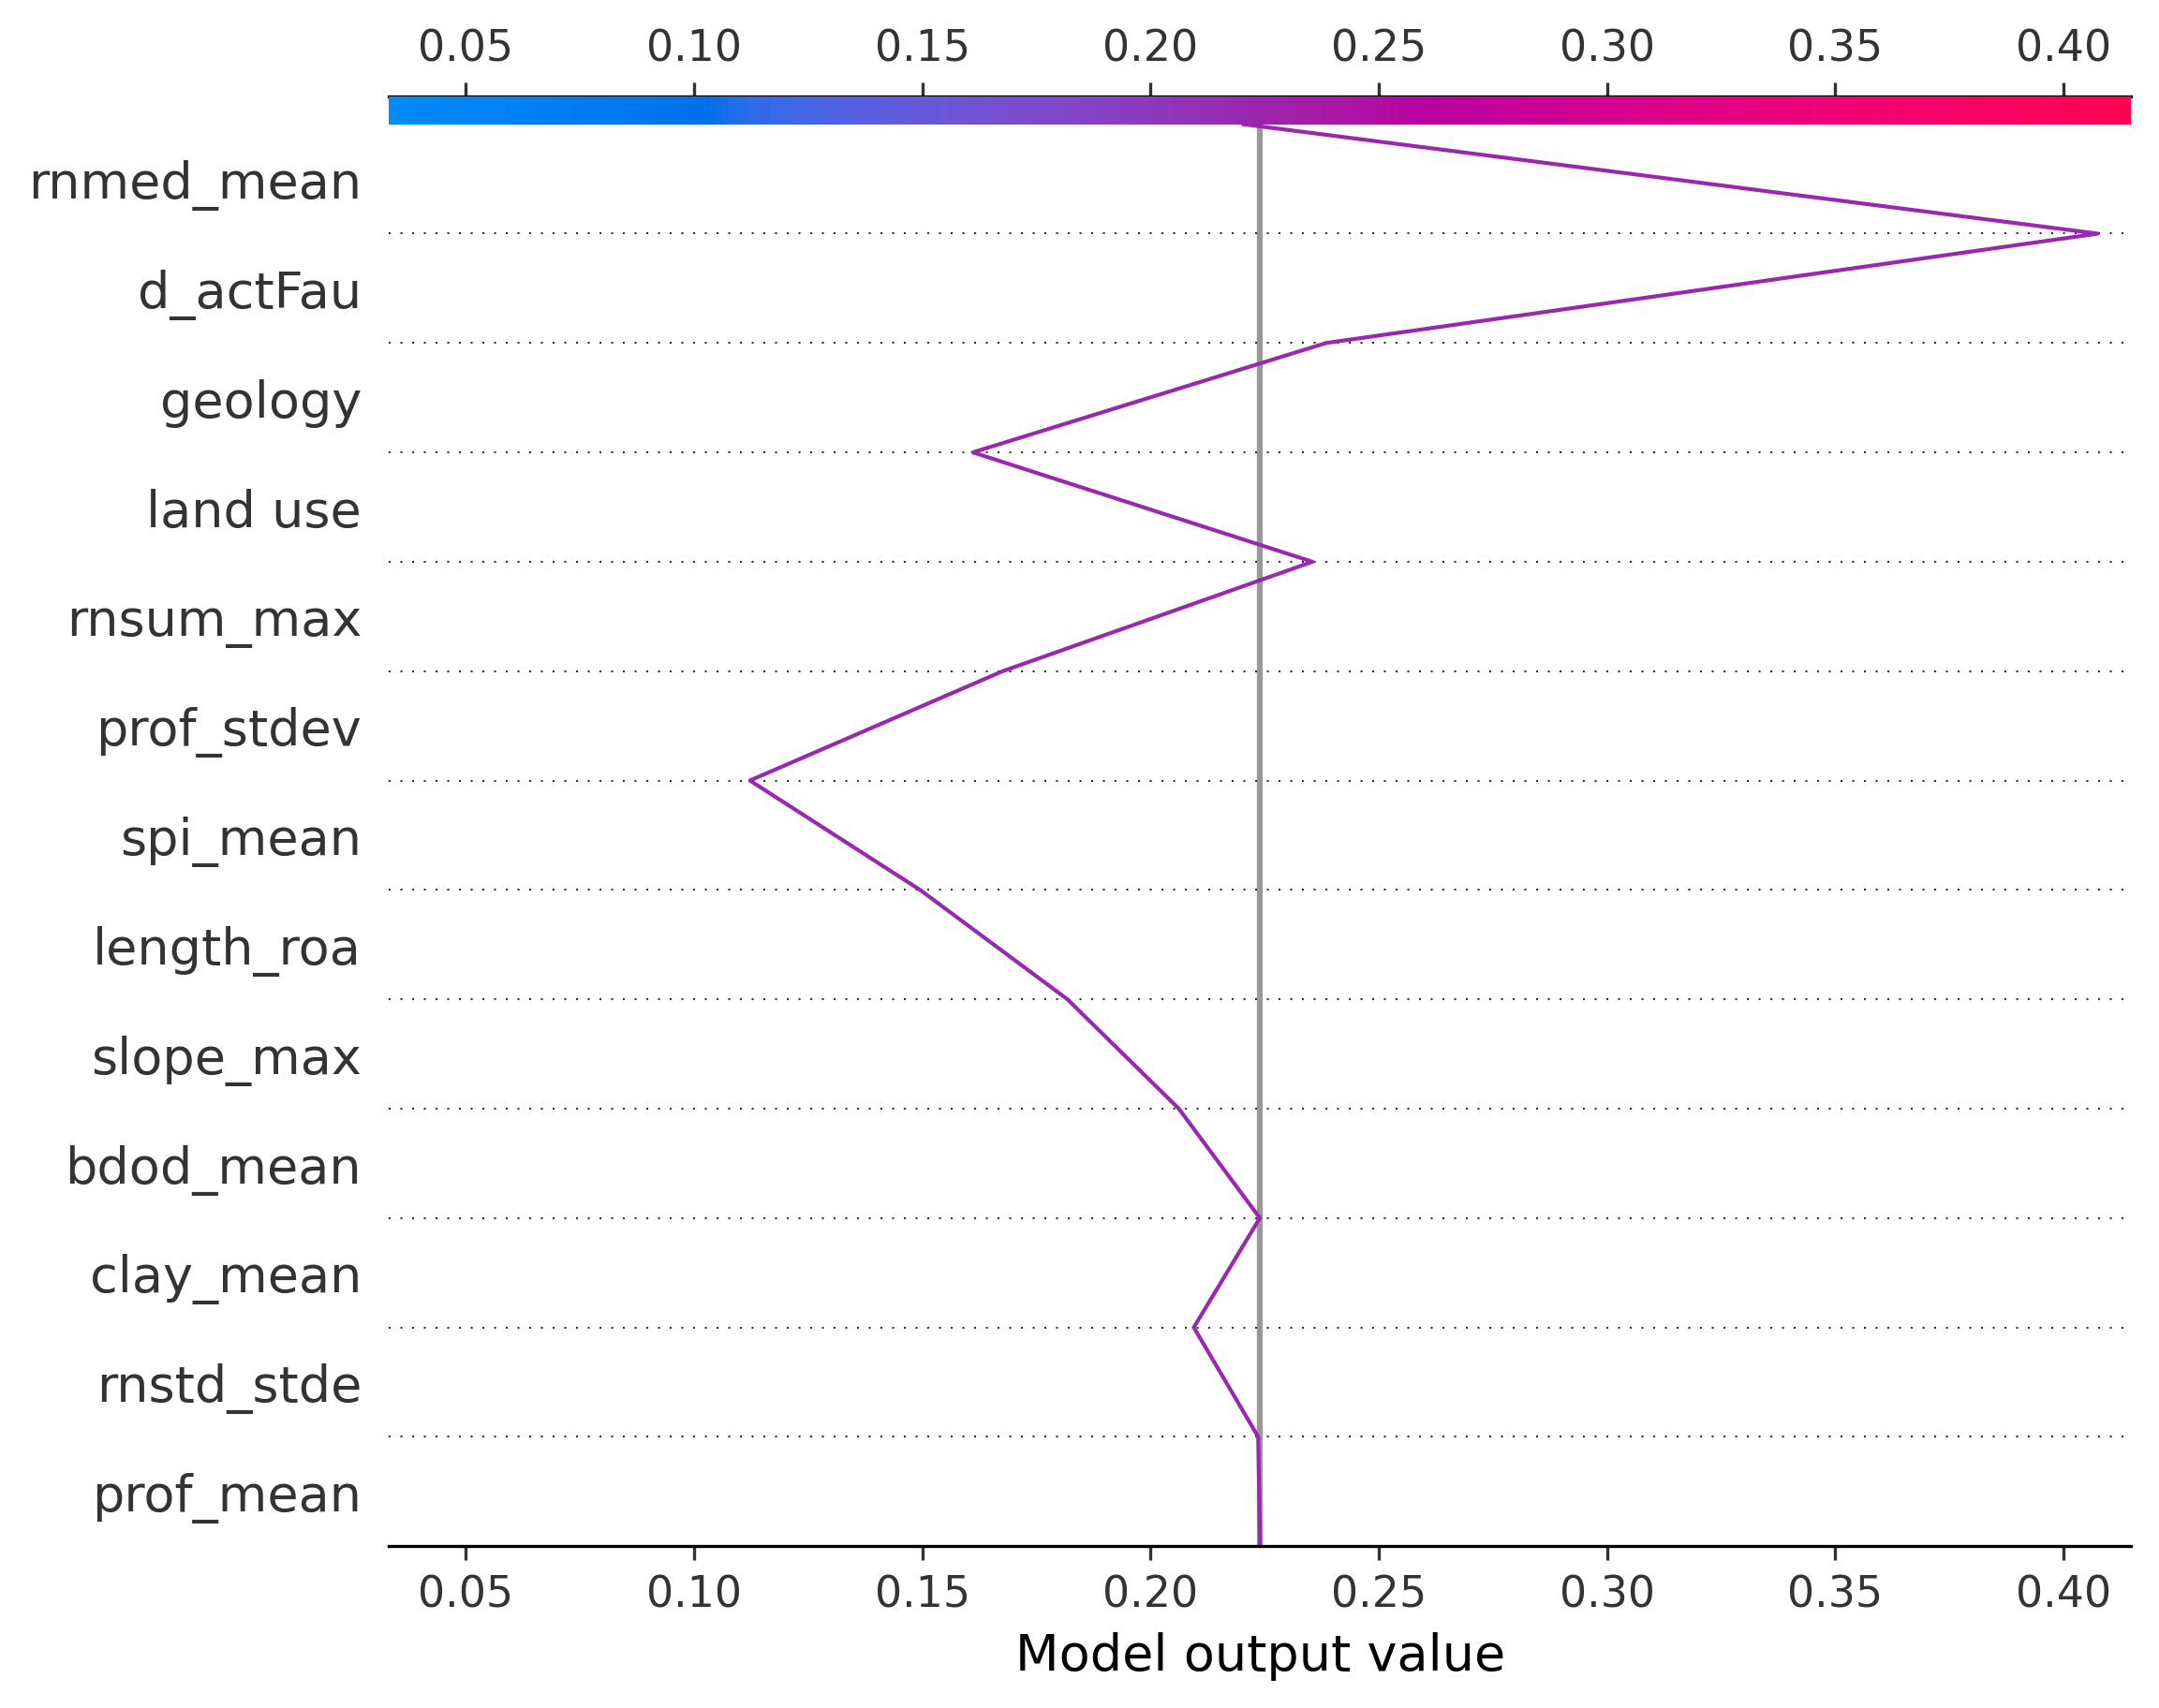 0.05 0.10 0.15 0.20 0.25 0.30 0.35 0.40
rnmed_mean
d_actFau
geology
land use
rnsum_max
prof_stdev
spi_mean
length_roa
slope_max
bdod_mean
clay_mean
rnstd_stde
prof_mean
0.05 0.10 0.15 0.20 0.25 0.30 0.35 0.40
Model output value